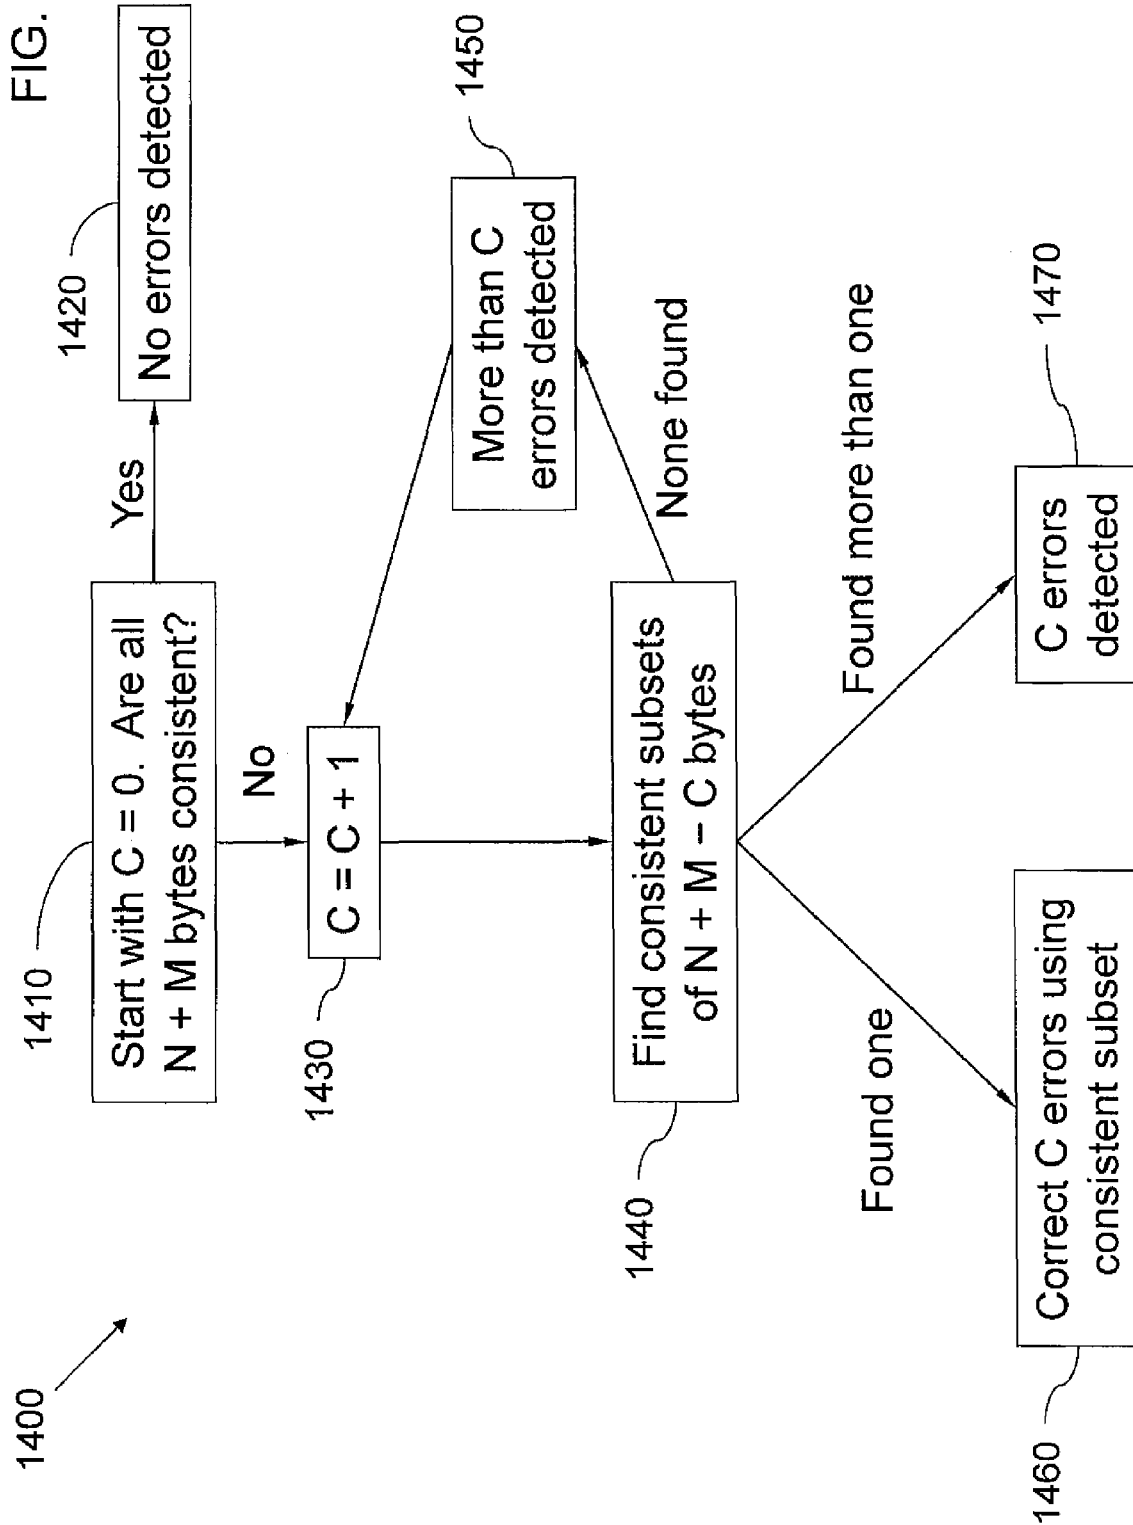 FIG.
1400
1410
Start with C = 0. Are all
N + M bytes consistent?
Yes
1420
No errors detected
No
1430
C = C + 1
1450
More than C
errors detected
1440
Find consistent subsets
of N + M − C bytes
None found
Found one
Found more than one
1460
Correct C errors using
consistent subset
1470
C errors
detected